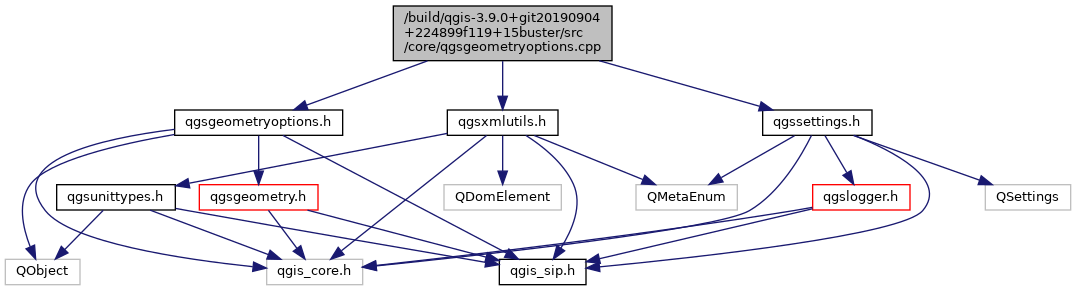 /build/qgis-3.9.0+git20190904
+224899f119+15buster/src
/core/qgsgeometryoptions.cpp
qgsgeometryoptions.h
qgsxmlutils.h
qgssettings.h
qgsunittypes.h
qgsgeometry.h
QDomElement
QMetaEnum
qgslogger.h
QSettings
QObject
qgis_core.h
qgis_sip.h